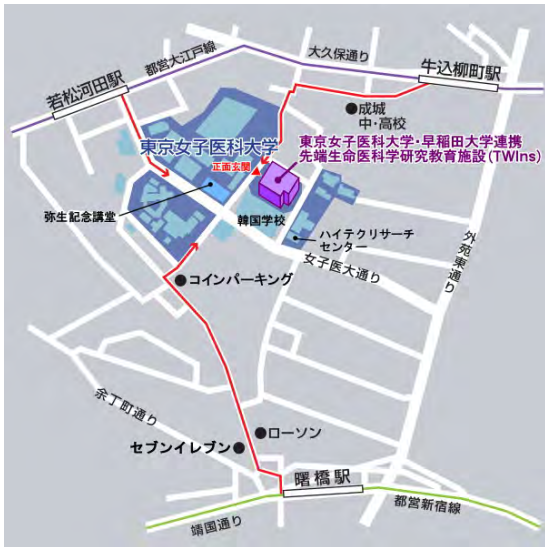 大久保通り
牛込柳町駅
都営大江戸線
若松河田駅
成城
中・高校
東京女子医科大学
正面玄関
東京女子医科大学・早稲田大学連携
先端生命医科学研究教育施設(TWIns)
弥生記念講堂
韓国学校
ハイテクリサーチ
センター
女子医大通り
外苑東通り
コインパーキング
余丁町通り
ローソン
セブンイレブン
曙橋駅
都営新宿線
靖国通り